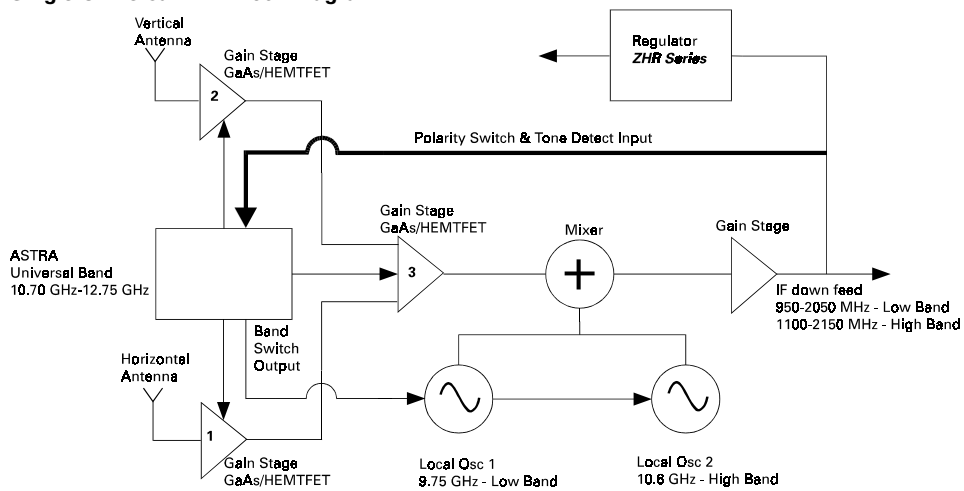 Vertical
Antenna
Gain Stage
GaAs/HEMTFET
2
Regulator
ZHR Series
Polarity Switch & Tone Detect Input
Gain Stage
GaAs/HEMTFET
3
Mixer
Gain Stage
ASTRA
Universal Band
10.70 GHz-12.75 GHz
IF down feed
950-2050 MHz - Low Band
1100-2150 MHz - High Band
Band
Switch
Output
Horizontal
Antenna
1
Gain Stage
GaAs/HEMTFET
Local Osc 1
9.75 GHz - Low Band
Local Osc 2
10.6 GHz - High Band